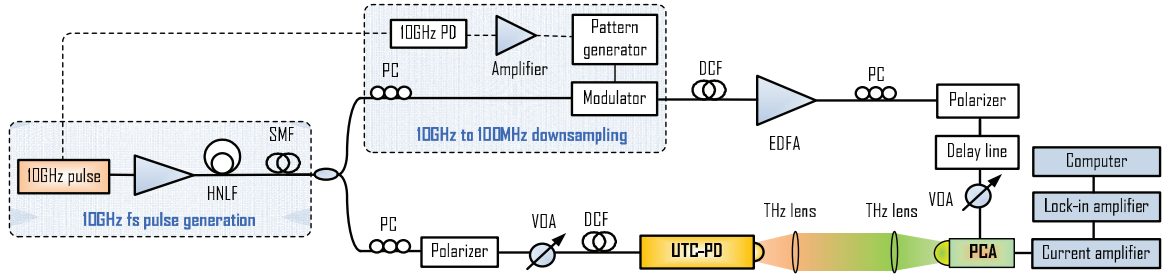 10GHz PD
Amplifier
Pattern
generator
PC
Modulator
10GHz to 100MHz downsampling
DCF
EDFA
PC
Polarizer
Delay line
VOA
10GHz pulse
HNLF
SMF
10GHz fs pulse generation
PC
Polarizer
VOA
DCF
UTC-PD
THz lens
THz lens
PCA
Computer
Lock-in amplifier
Current amplifier